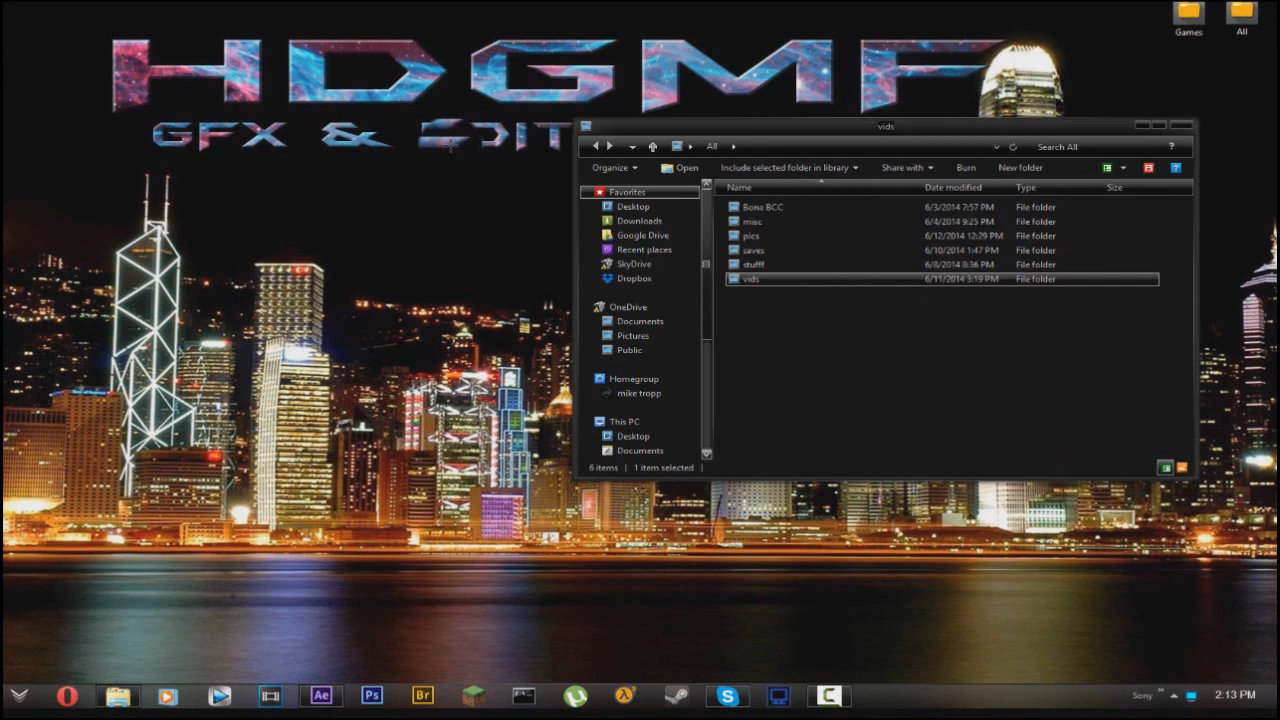 Games
All
HDGMF
GFX & EDIT
vids
All
Search All
?
Organize
Open
Include selected folder in library
Share with
Burn
New folder
?
Name
Date modified
Type
Size
Favorites
Desktop
Downloads
Google Drive
Recent places
SkyDrive
Dropbox
OneDrive
Documents
Pictures
Public
Homegroup
mike tropp
This PC
Desktop
Documents
Bona BCC 6/3/2014 7:57 PM File folder
misc 6/4/2014 9:25 PM File folder
pics 6/12/2014 12:29 PM File folder
saves 6/10/2014 1:47 PM File folder
stufff 6/8/2014 8:36 PM File folder
vids 6/11/2014 3:19 PM File folder
6 items | 1 item selected |
Ae
Ps
Br
Sony
2:13 PM